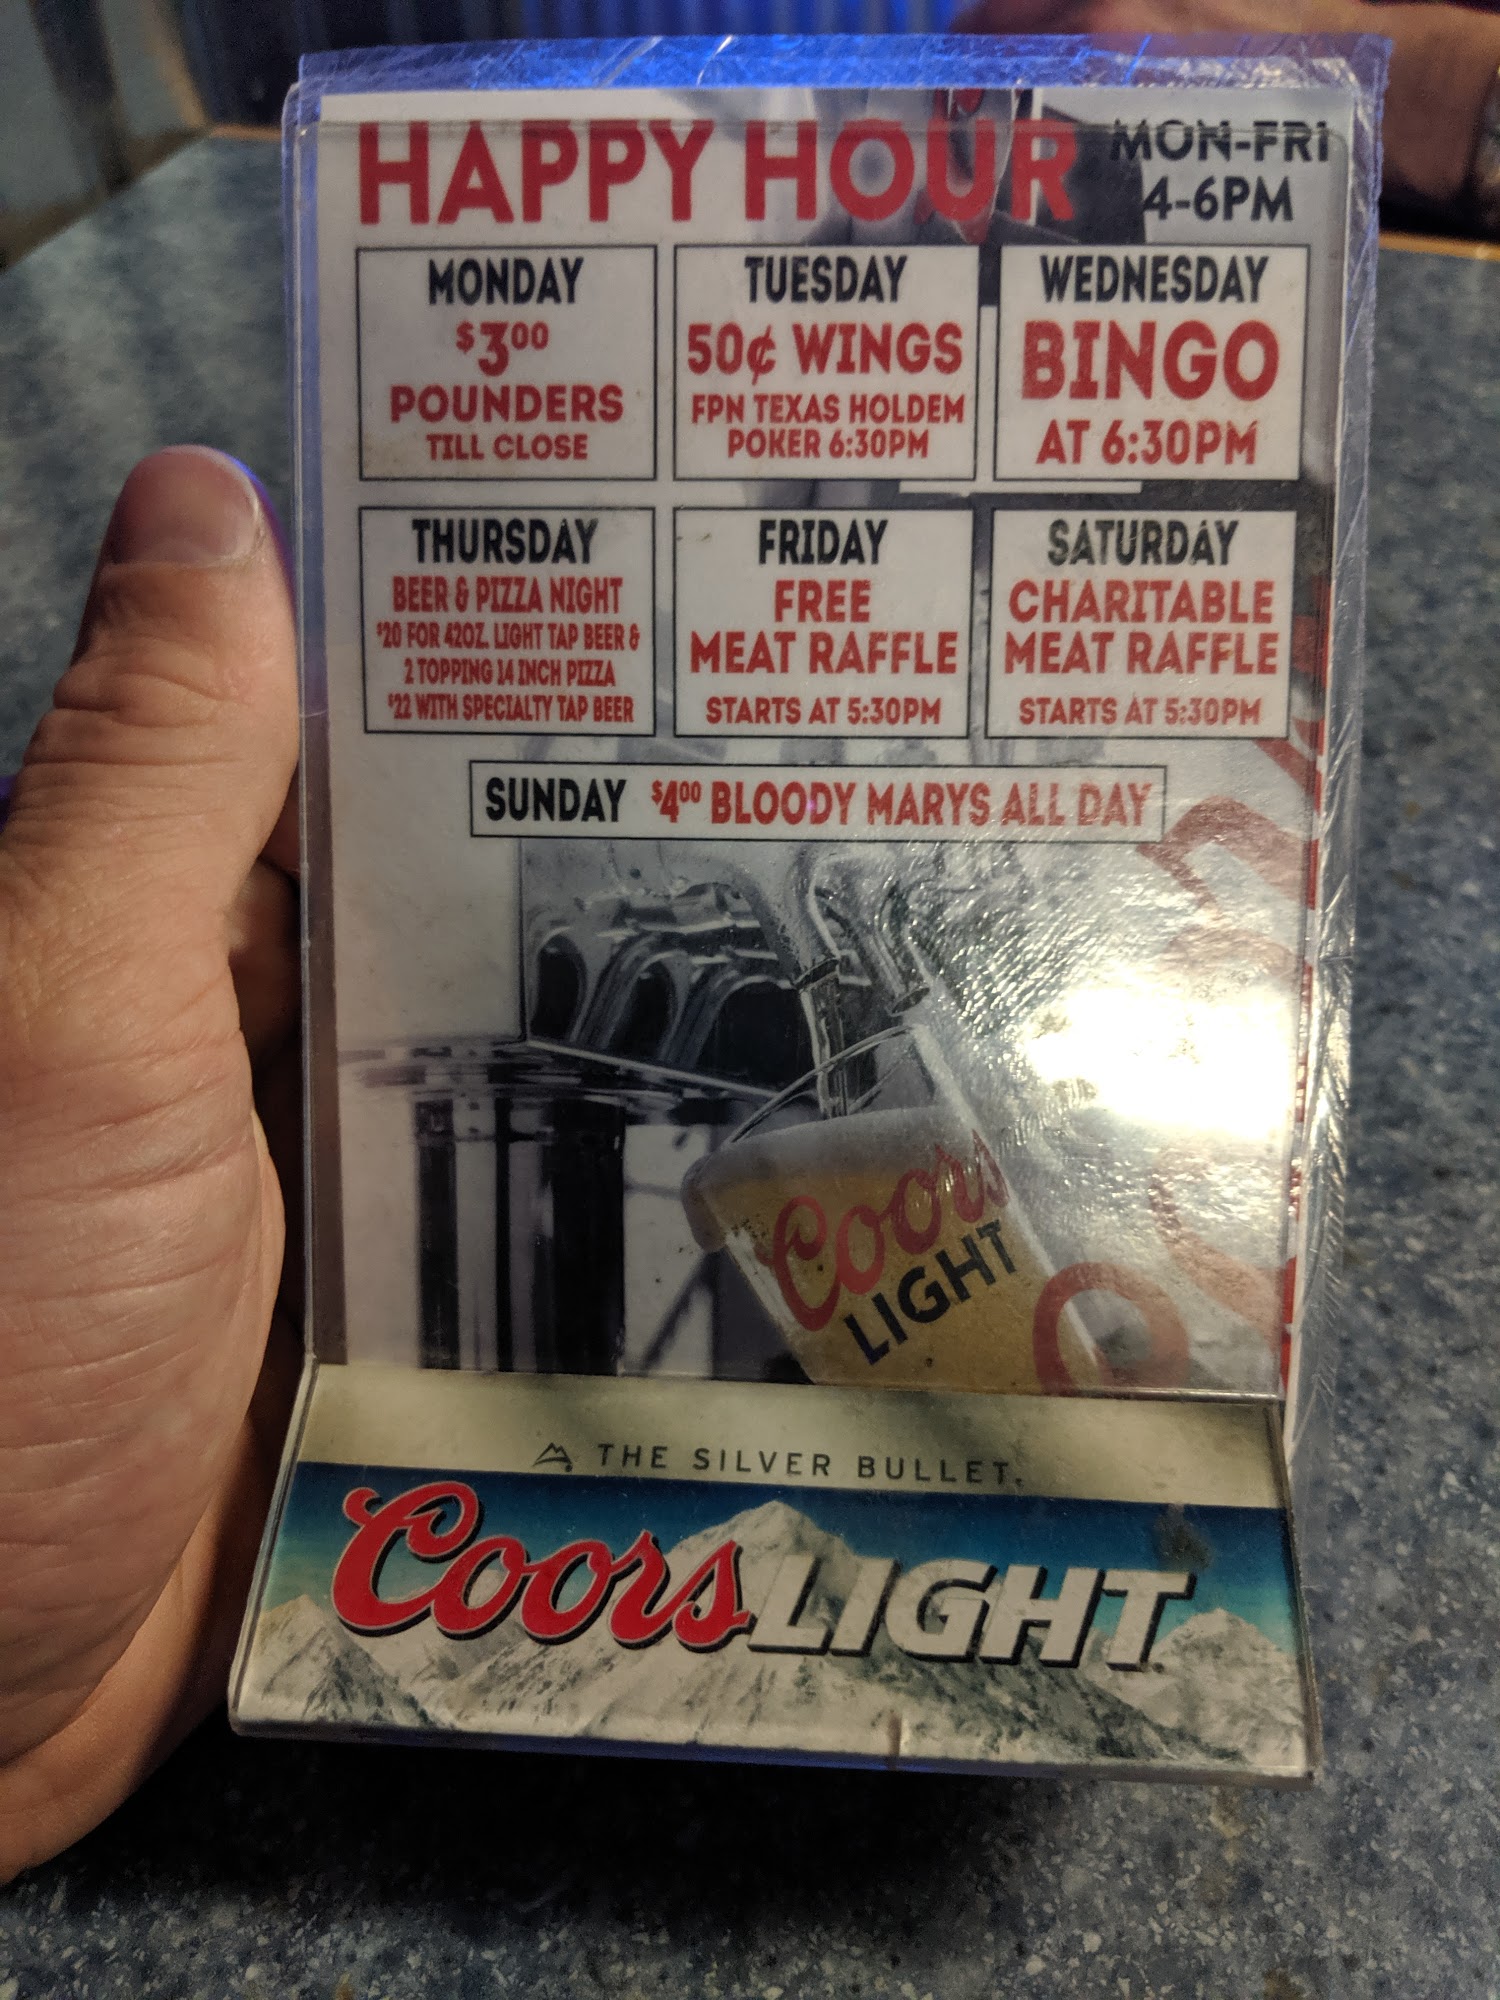 HAPPY HOUR
MON-FRI
4-6PM
MONDAY
$3.00
POUNDERS
TILL CLOSE
TUESDAY
50¢ WINGS
FPN TEXAS HOLDEM
POKER 6:30PM
WEDNESDAY
BINGO
AT 6:30PM
THURSDAY
BEER & PIZZA NIGHT
$20 FOR 42OZ. LIGHT TAP BEER &
2 TOPPING 14 INCH PIZZA
$22 WITH SPECIALTY TAP BEER
FRIDAY
FREE
MEAT RAFFLE
STARTS AT 5:30PM
SATURDAY
CHARITABLE
MEAT RAFFLE
STARTS AT 5:30PM
SUNDAY $4.00 BLOODY MARYS ALL DAY
Coors
LIGHT
THE SILVER BULLET.
Coors LIGHT